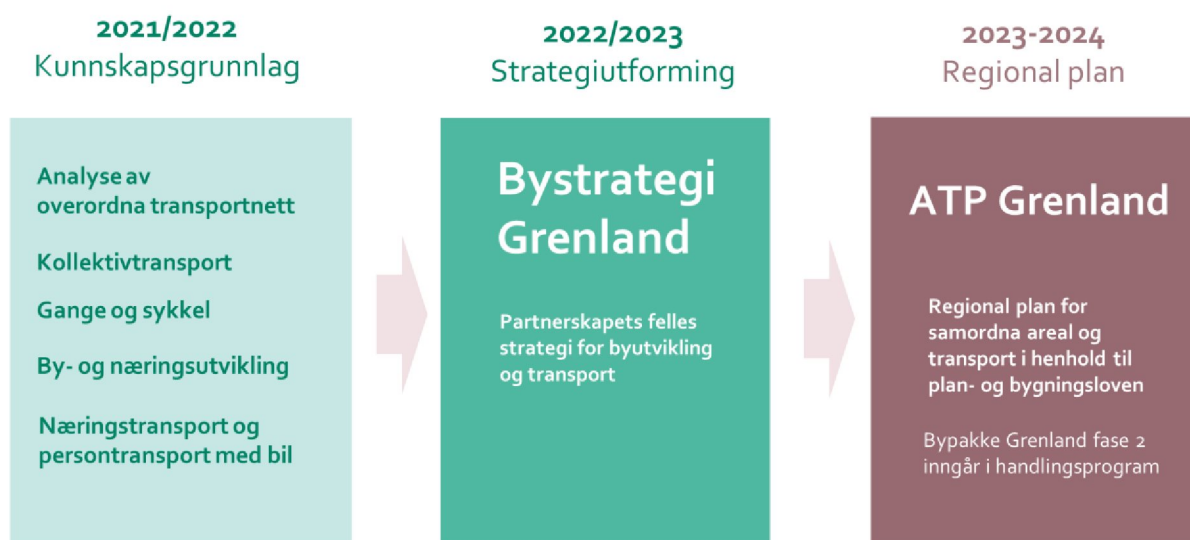 2021/2022
Kunnskapsgrunnlag
Analyse av
overordna transportnett
Kollektivtransport
Gange og sykkel
By- og næringsutvikling
Næringstransport og
persontransport med bil
2022/2023
Strategiutforming
Bystrategi
Grenland
Partnerskapets felles
strategi for byutvikling
og transport
2023-2024
Regional plan
ATP Grenland
Regional plan for
samordna areal og
transport i henhold til
plan- og bygningsloven
Bypakke Grenland fase 2
inngår i handlingsprogram